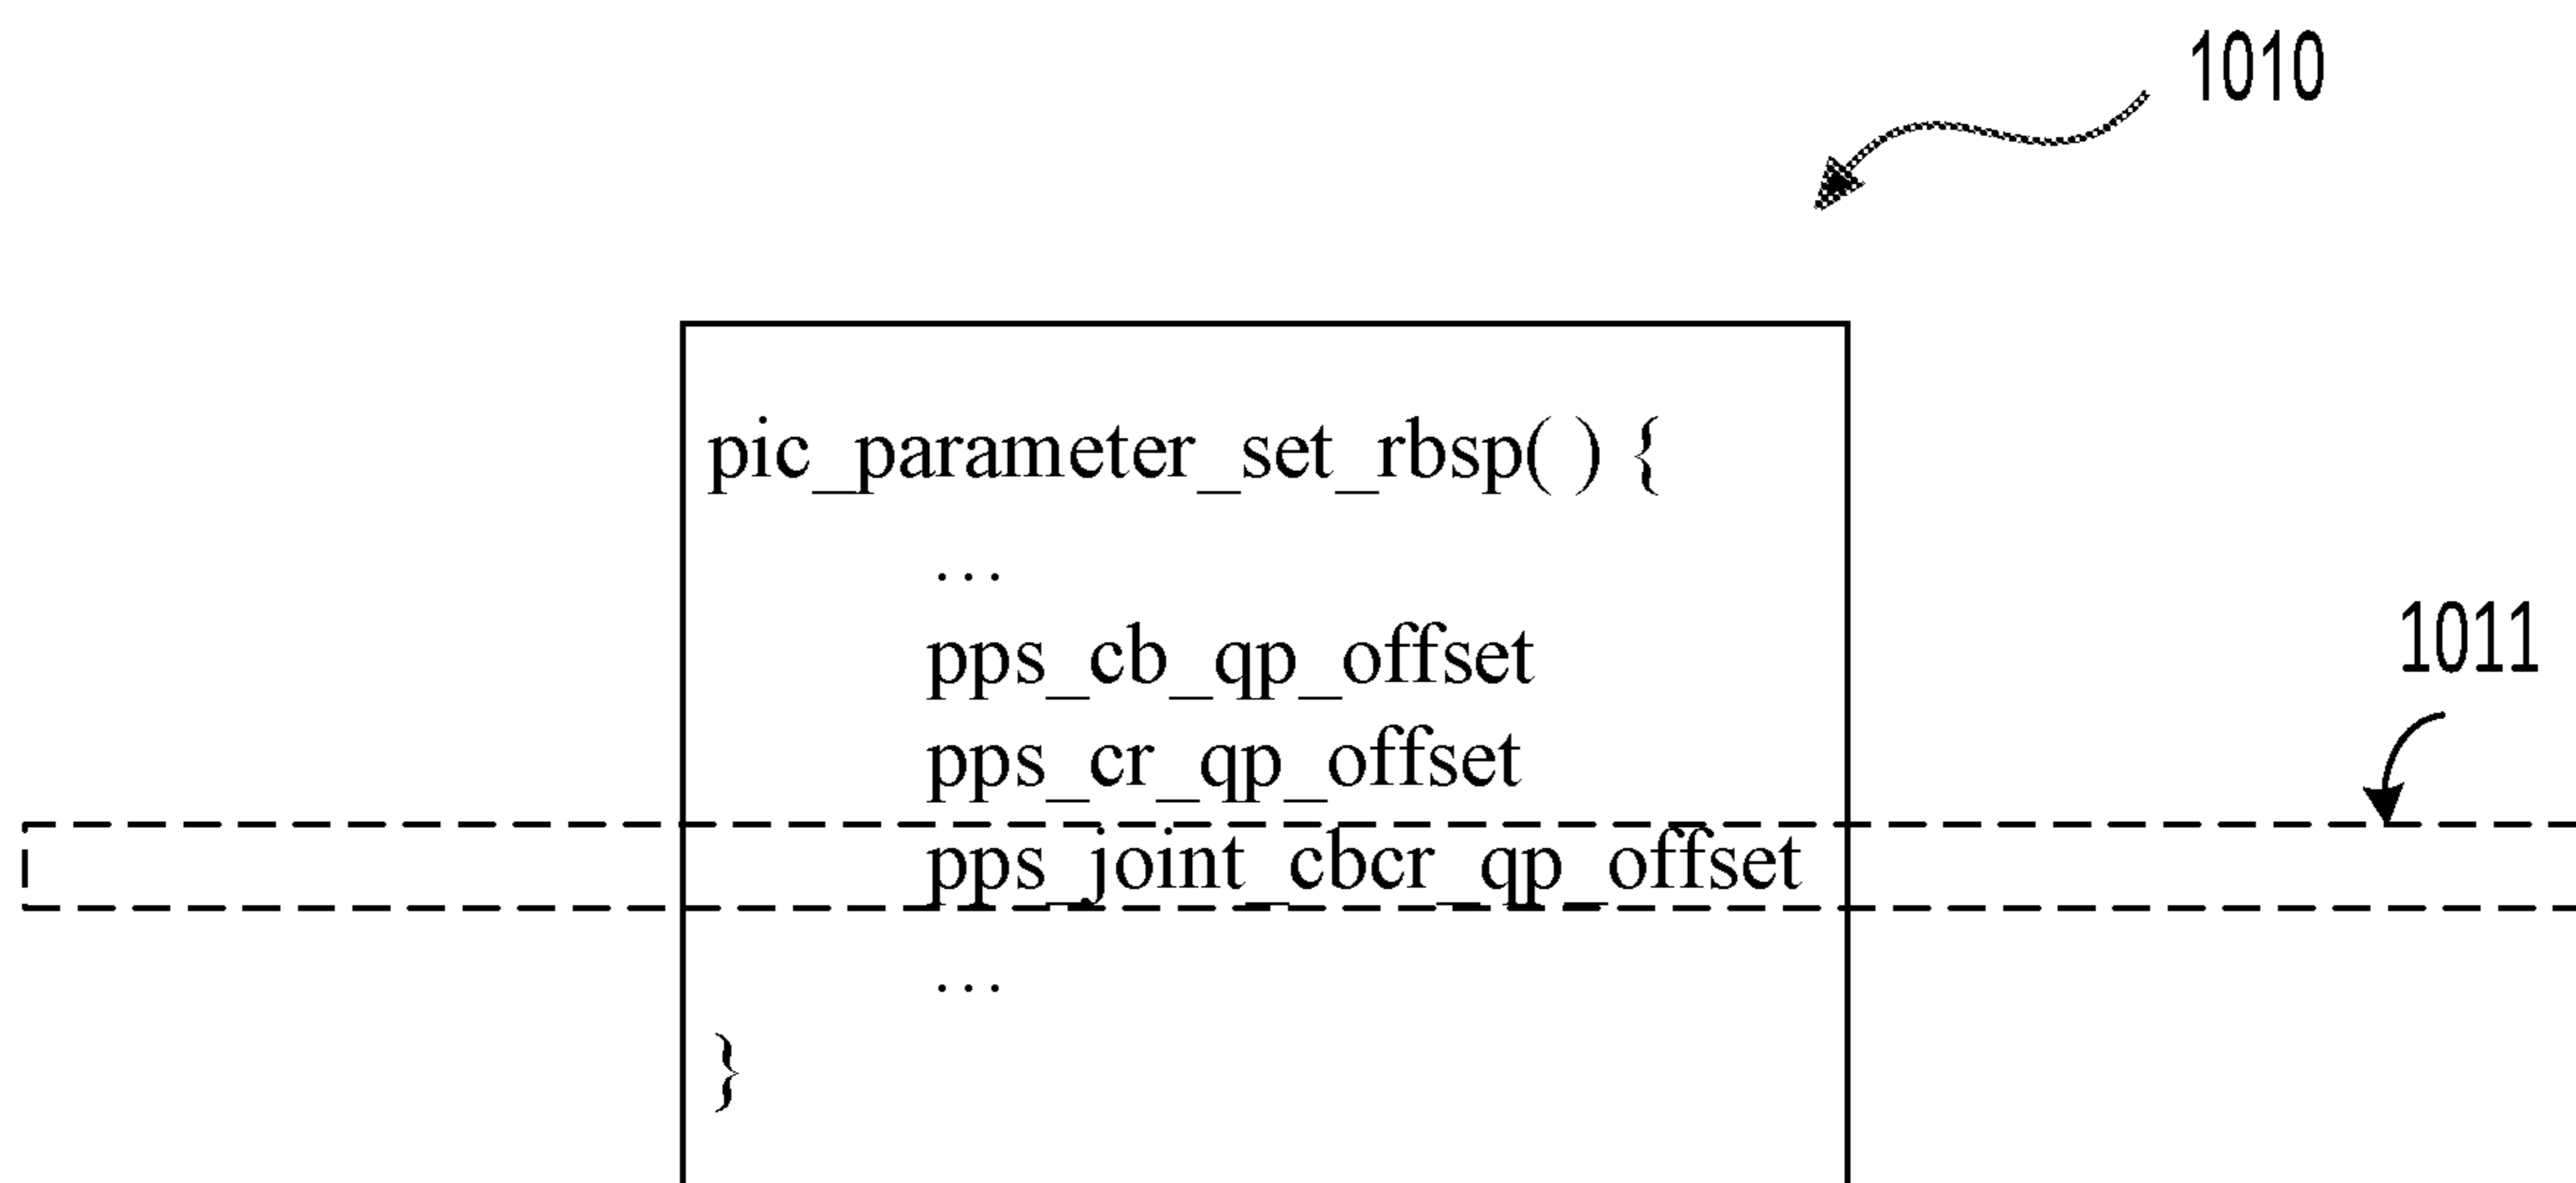 1010
pic_parameter_set_rbsp( ) {
…
pps_cb_qp_offset
pps_cr_qp_offset
1011
pps_joint_cbcr_qp_offset
…
}